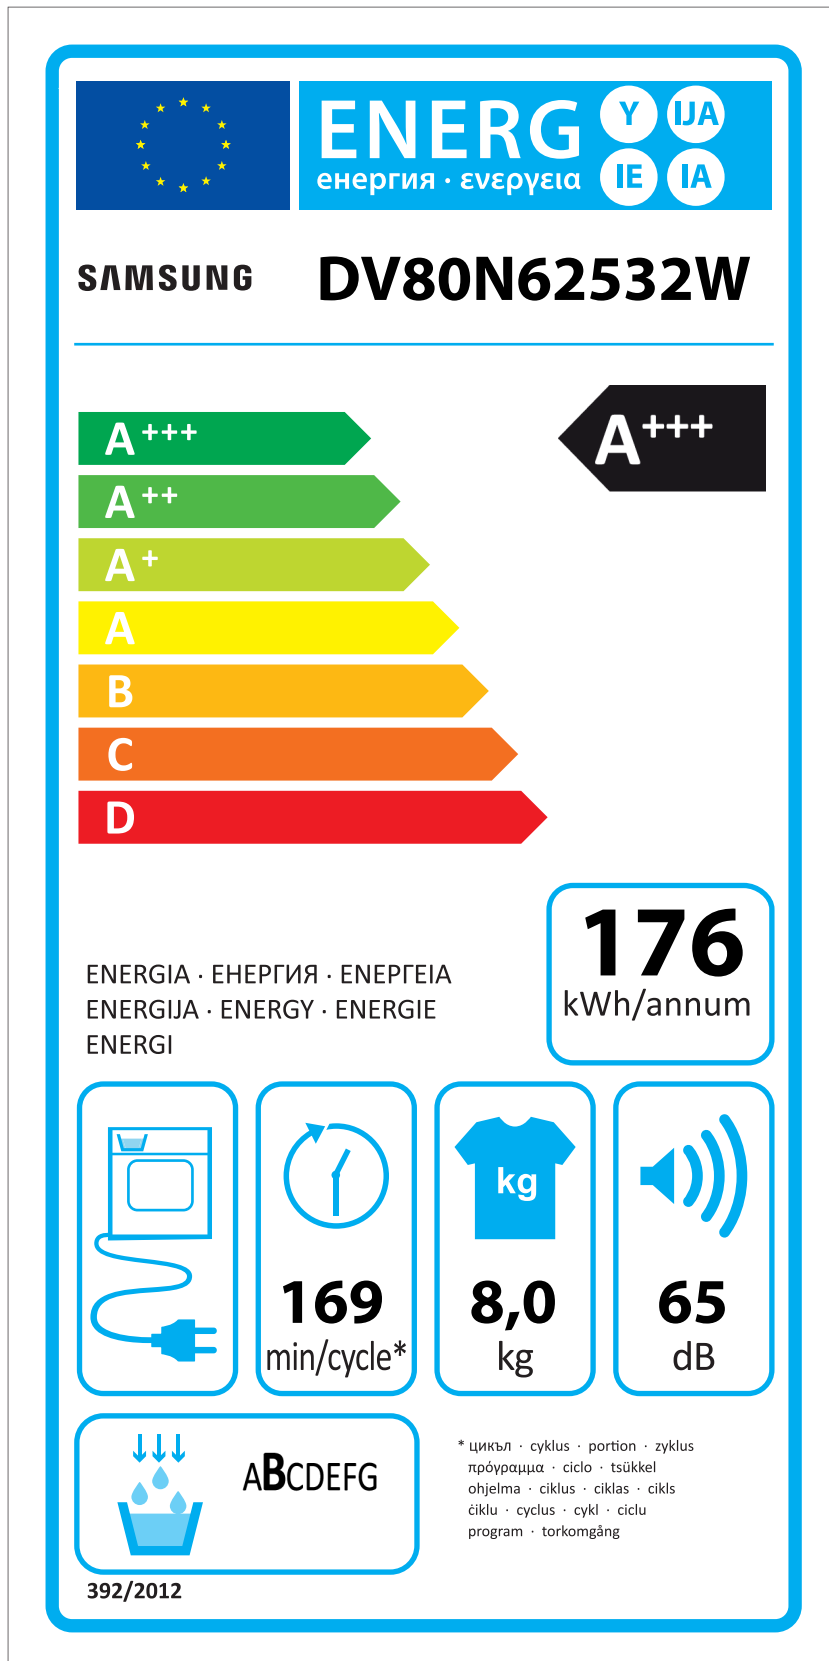 ENERG Y IJA
енергия · ενεργεια IE IA
SAMSUNG DV80N62532W
A+++ A+++
A++
A+
A
B
C
D
176
kWh/annum
ENERGIA · ЕНЕРГИЯ · ΕΝΕΡΓΕΙΑ
ENERGIJA · ENERGY · ENERGIE
ENERGI
kg
169 8,0 65
min/cycle* kg dB
ABCDEFG
* цикъл · cyklus · portion · zyklus
πρόγραμμα · ciclo · tsükkel
ohjelma · ciklus · ciklas · cikls
ċiklu · cyclus · cykl · ciclu
program · torkomgång
392/2012